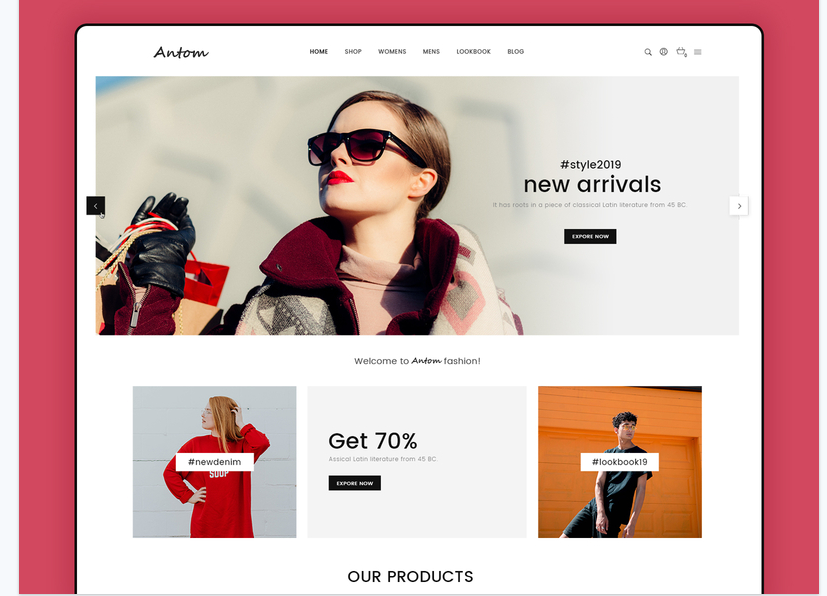 Antom
HOME SHOP WOMENS MENS LOOKBOOK BLOG
0
#style2019
new arrivals
It has roots in a piece of classical Latin literature from 45 BC.
EXPORE NOW
Welcome to Antom fashion!
#newdenim
SOUP
Get 70%
Assical Latin literature from 45 BC
EXPORE NOW
#lookbook19
OUR PRODUCTS